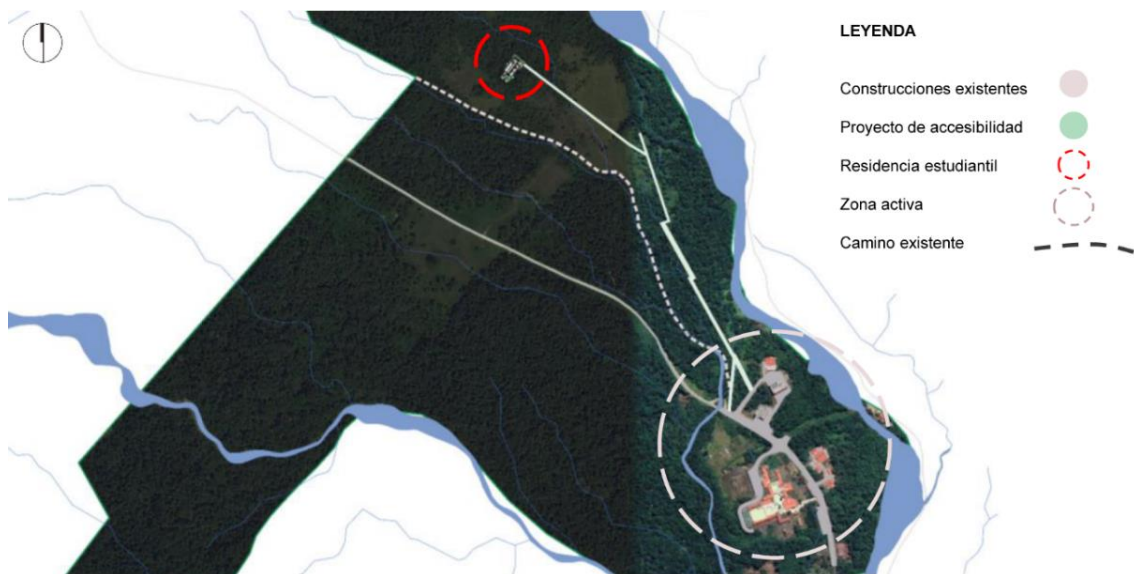 LEYENDA
Construcciones existentes
Proyecto de accesibilidad
Residencia estudiantil
Zona activa
Camino existente